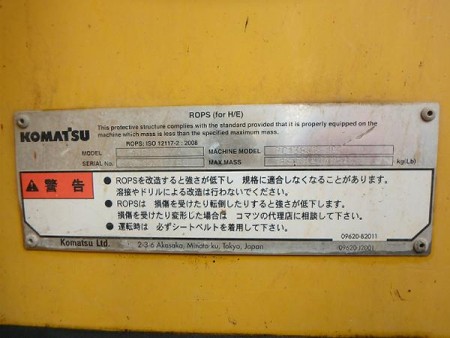 ROPS (for H/E)
This protective structure complies with the standard provided that it is properly equipped on the
machine which mass is less than the specified maximum mass.
KOMATSU
ROPS: ISO 12117-2 : 2008
MODEL MACHINE MODEL
SERIAL No. MAX.MASS kg(Lb)
警告
● ROPSを改造すると強さが低下し 規格に適合しなくなることがあります。
溶接やドリルによる改造は行わないでください。
● ROPSは 損傷を受けたり転倒したりすると強さが低下します。
損傷を受けたり変形した場合は コマツの代理店に相談して下さい。
● 運転時は 必ずシートベルトを着用して下さい。
09620-B2011
Komatsu Ltd. 2-3-6 Akasaka, Minato ku, Tokyo, Japan 09620-J2001